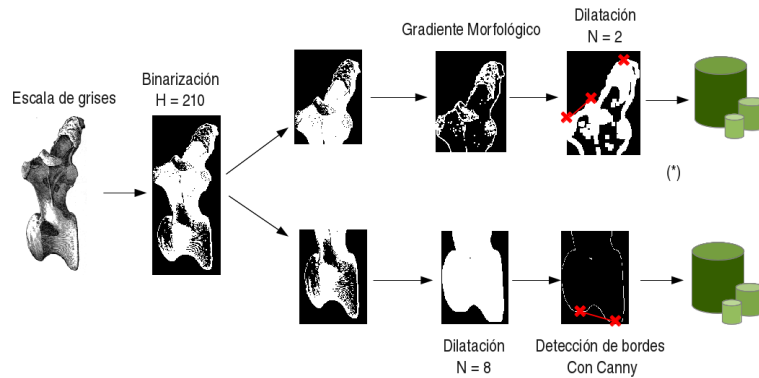 Escala de grises
Binarización
H = 210
Gradiente Morfológico
Dilatación
N = 2
(*)
Dilatación
N = 8
Detección de bordes
Con Canny